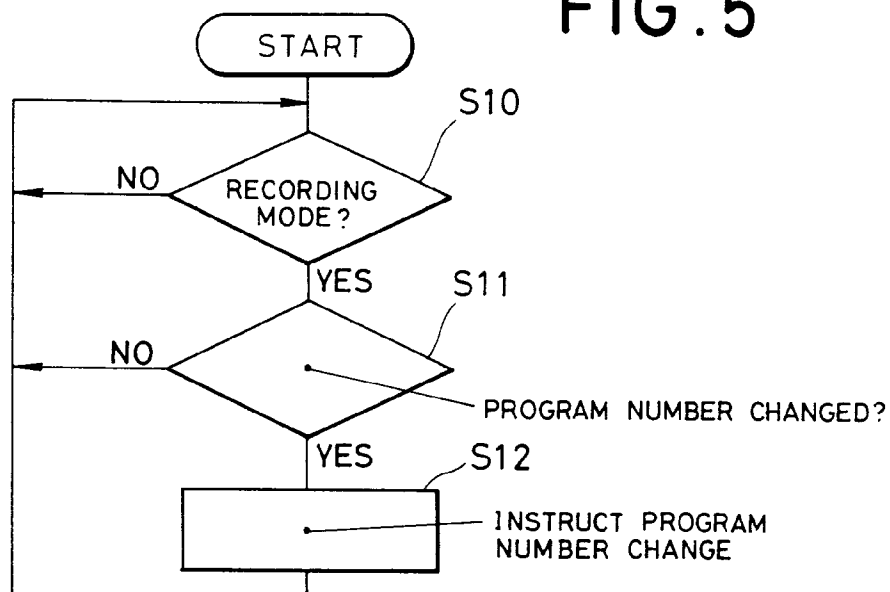 FIG. 5
START
S10
NO
RECORDING
MODE?
YES
S11
NO
PROGRAM NUMBER CHANGED?
YES
S12
INSTRUCT PROGRAM
NUMBER CHANGE